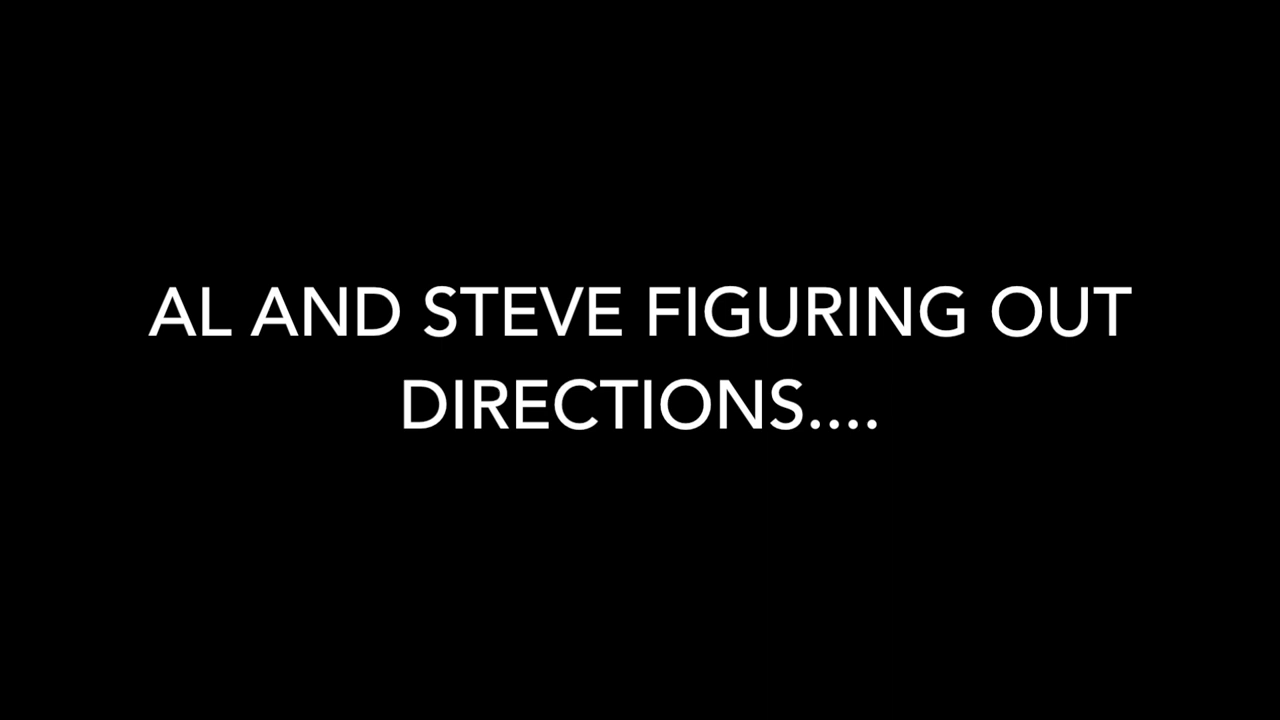 AL AND STEVE FIGURING OUT
DIRECTIONS....